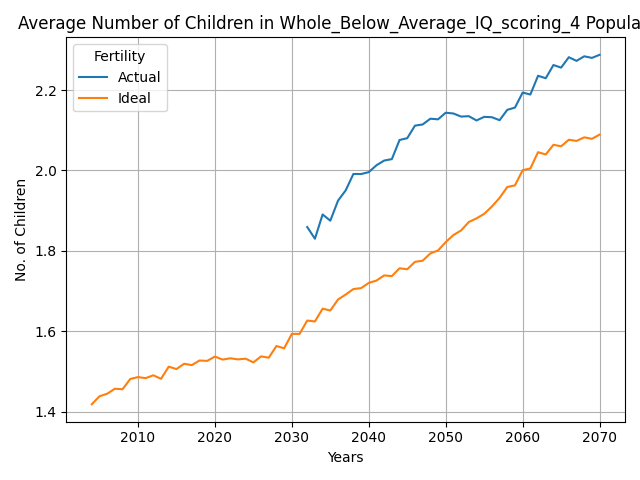 Average Number of Children in Whole_Below_Average_IQ_scoring_4 Popula
Fertility
Actual
Ideal
No. of Children
2.2
2.0
1.8
1.6
1.4
2010 2020 2030 2040 2050 2060 2070
Years